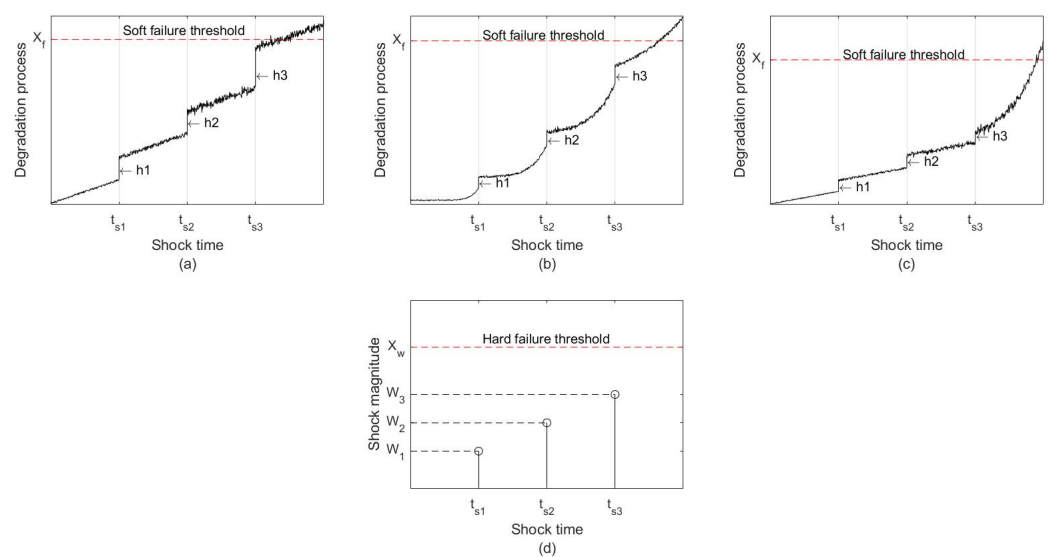 Degradation process
X_f
Soft failure threshold
h1
h2
h3
t_s1 t_s2 t_s3
Shock time
(a)
Degradation process
X_f
Soft failure threshold
h1
h2
h3
t_s1 t_s2 t_s3
Shock time
(b)
Degradation process
X_f
Soft failure threshold
h1
h2
h3
t_s1 t_s2 t_s3
Shock time
(c)
Shock magnitude
X_w
Hard failure threshold
W_3
W_2
W_1
t_s1 t_s2 t_s3
Shock time
(d)